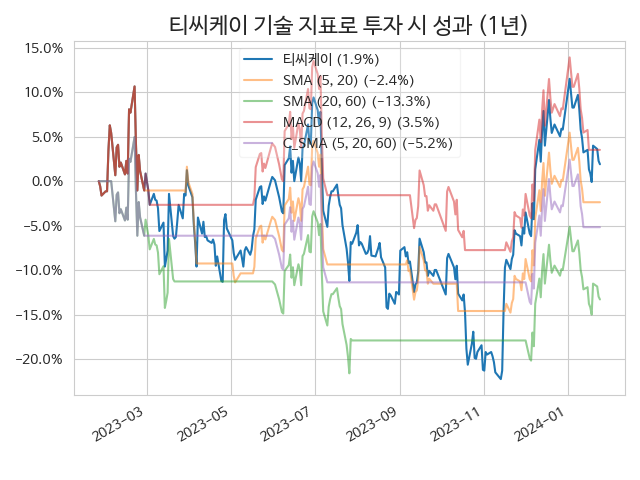 티씨케이 기술 지표로 투자 시 성과 (1년)
15.0%
10.0%
5.0%
0.0%
−5.0%
−10.0%
−15.0%
−20.0%
티씨케이 (1.9%)
SMA (5, 20) (−2.4%)
SMA (20, 60) (−13.3%)
MACD (12, 26, 9) (3.5%)
C_SMA (5, 20, 60) (−5.2%)
2023-03
2023-05
2023-07
2023-09
2023-11
2024-01